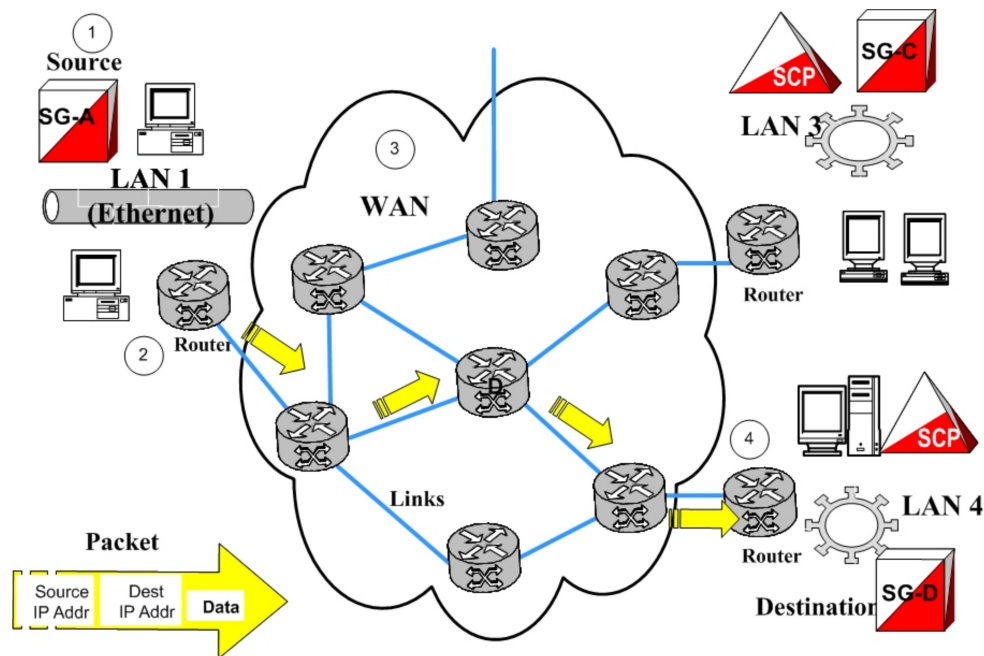 1
Source
SG-A
LAN 1
(Ethernet)
2
Router
3
WAN
D
Links
SCP
SG-C
LAN 3
Router
4
SCP
LAN 4
Router
Destination
SG-D
Packet
Source
IP Addr
Dest
IP Addr
Data